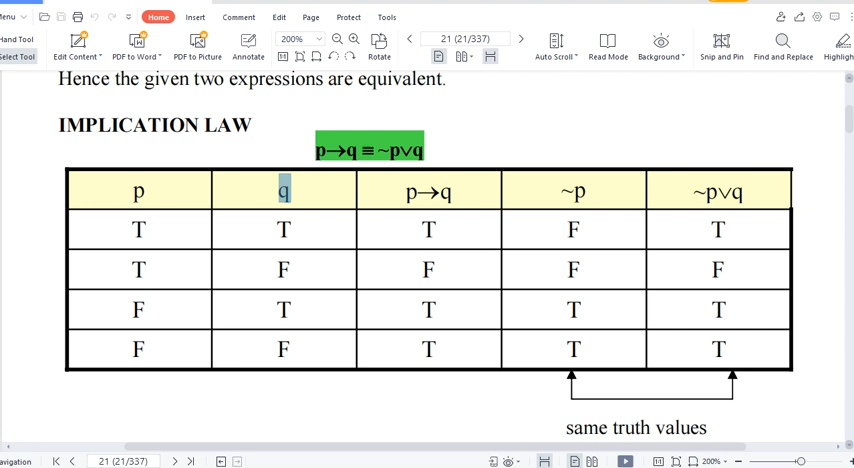 Menu Home Insert Comment Edit Page Protect Tools
Hand Tool
Select Tool
Edit Content PDF to Word PDF to Picture Annotate
200%
Rotate
21 (21/337)
Auto Scroll Read Mode Background Snip and Pin Find and Replace Highligh
Hence the given two expressions are equivalent.
IMPLICATION LAW
p→q ≡ ~p∨q
p q p→q ~p ~p∨q
T T T F T
T F F F F
F T T T T
F F T T T
same truth values
avigation 21 (21/337) 200%